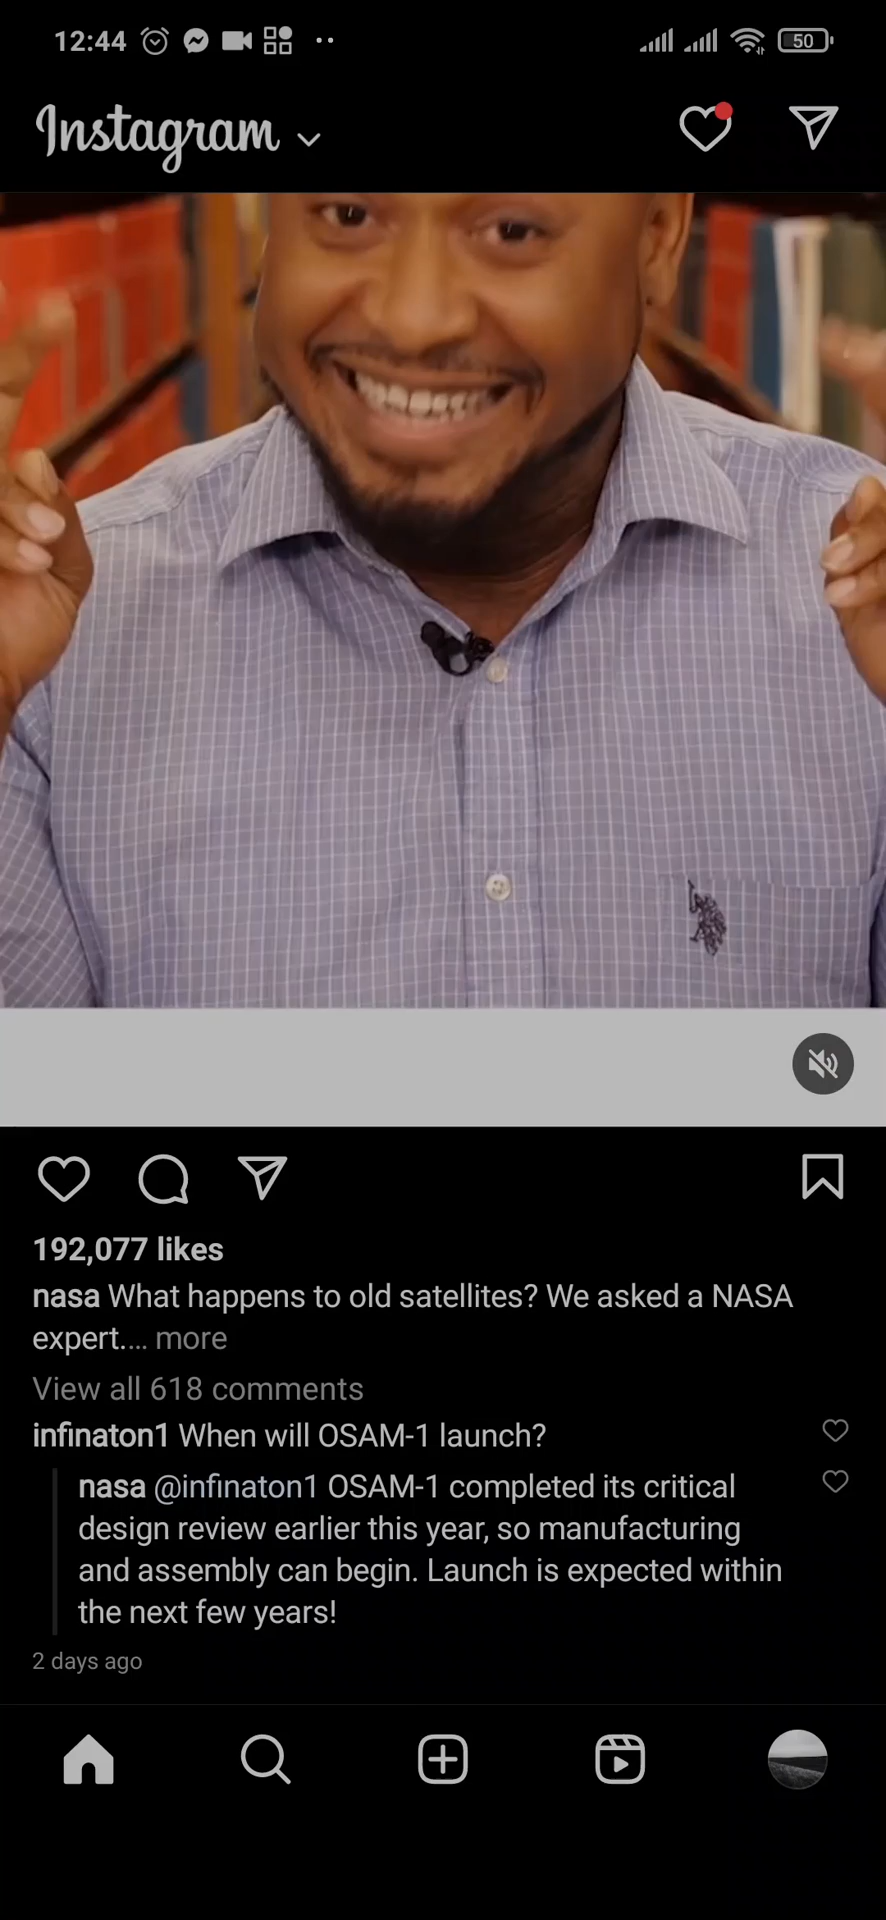 12:44
50
Instagram
192,077 likes
nasa What happens to old satellites? We asked a NASA
expert.... more
View all 618 comments
infinaton1 When will OSAM-1 launch?
nasa @infinaton1 OSAM-1 completed its critical
design review earlier this year, so manufacturing
and assembly can begin. Launch is expected within
the next few years!
2 days ago